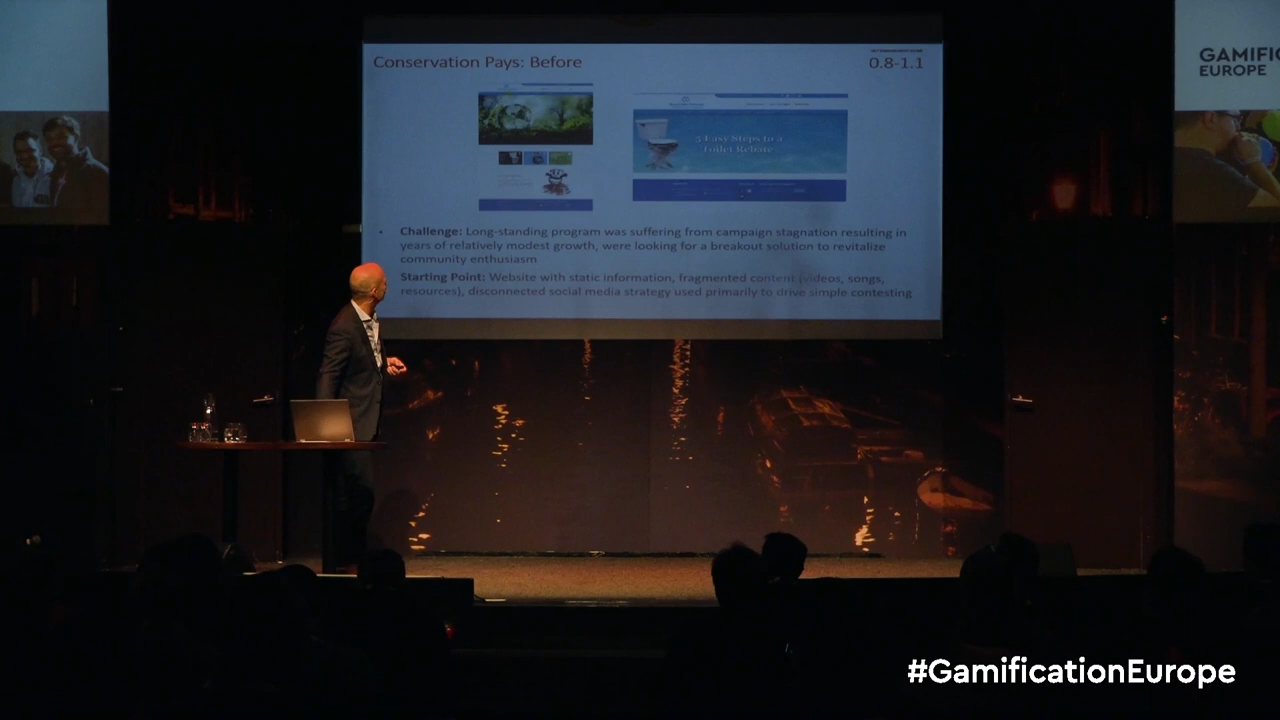 Conservation Pays: Before
0.8-1.1
GAMIFIC
EUROPE
3 Easy Steps to a
Toilet Rebate
• Challenge: Long-standing program was suffering from campaign stagnation resulting in
years of relatively modest growth, were looking for a breakout solution to revitalize
community enthusiasm
Starting Point: Website with static information, fragmented content (videos, songs,
resources), disconnected social media strategy used primarily to drive simple contesting
#GamificationEurope